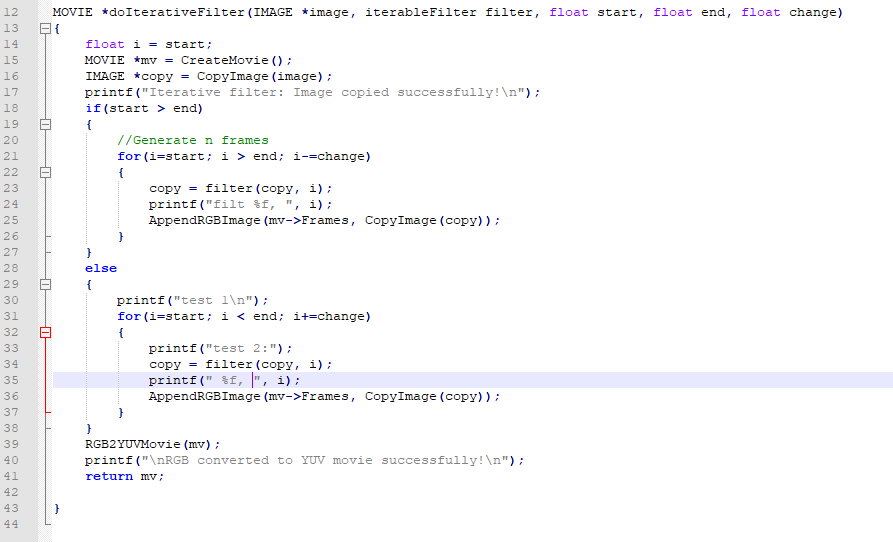 12 MOVIE *doIterativeFilter(IMAGE *image, iterableFilter filter, float start, float end, float change)
13 {
14     float i = start;
15     MOVIE *mv = CreateMovie();
16     IMAGE *copy = CopyImage(image);
17     printf("Iterative filter: Image copied successfully!\n");
18     if(start > end)
19     {
20         //Generate n frames
21         for(i=start; i > end; i-=change)
22         {
23             copy = filter(copy, i);
24             printf("filt %f, ", i);
25             AppendRGBImage(mv->Frames, CopyImage(copy));
26         }
27     }
28     else
29     {
30         printf("test 1\n");
31         for(i=start; i < end; i+=change)
32         {
33             printf("test 2:");
34             copy = filter(copy, i);
35             printf(" %f, ", i);
36             AppendRGBImage(mv->Frames, CopyImage(copy));
37         }
38     }
39     RGB2YUVMovie(mv);
40     printf("\nRGB converted to YUV movie successfully!\n");
41     return mv;
42
43 }
44